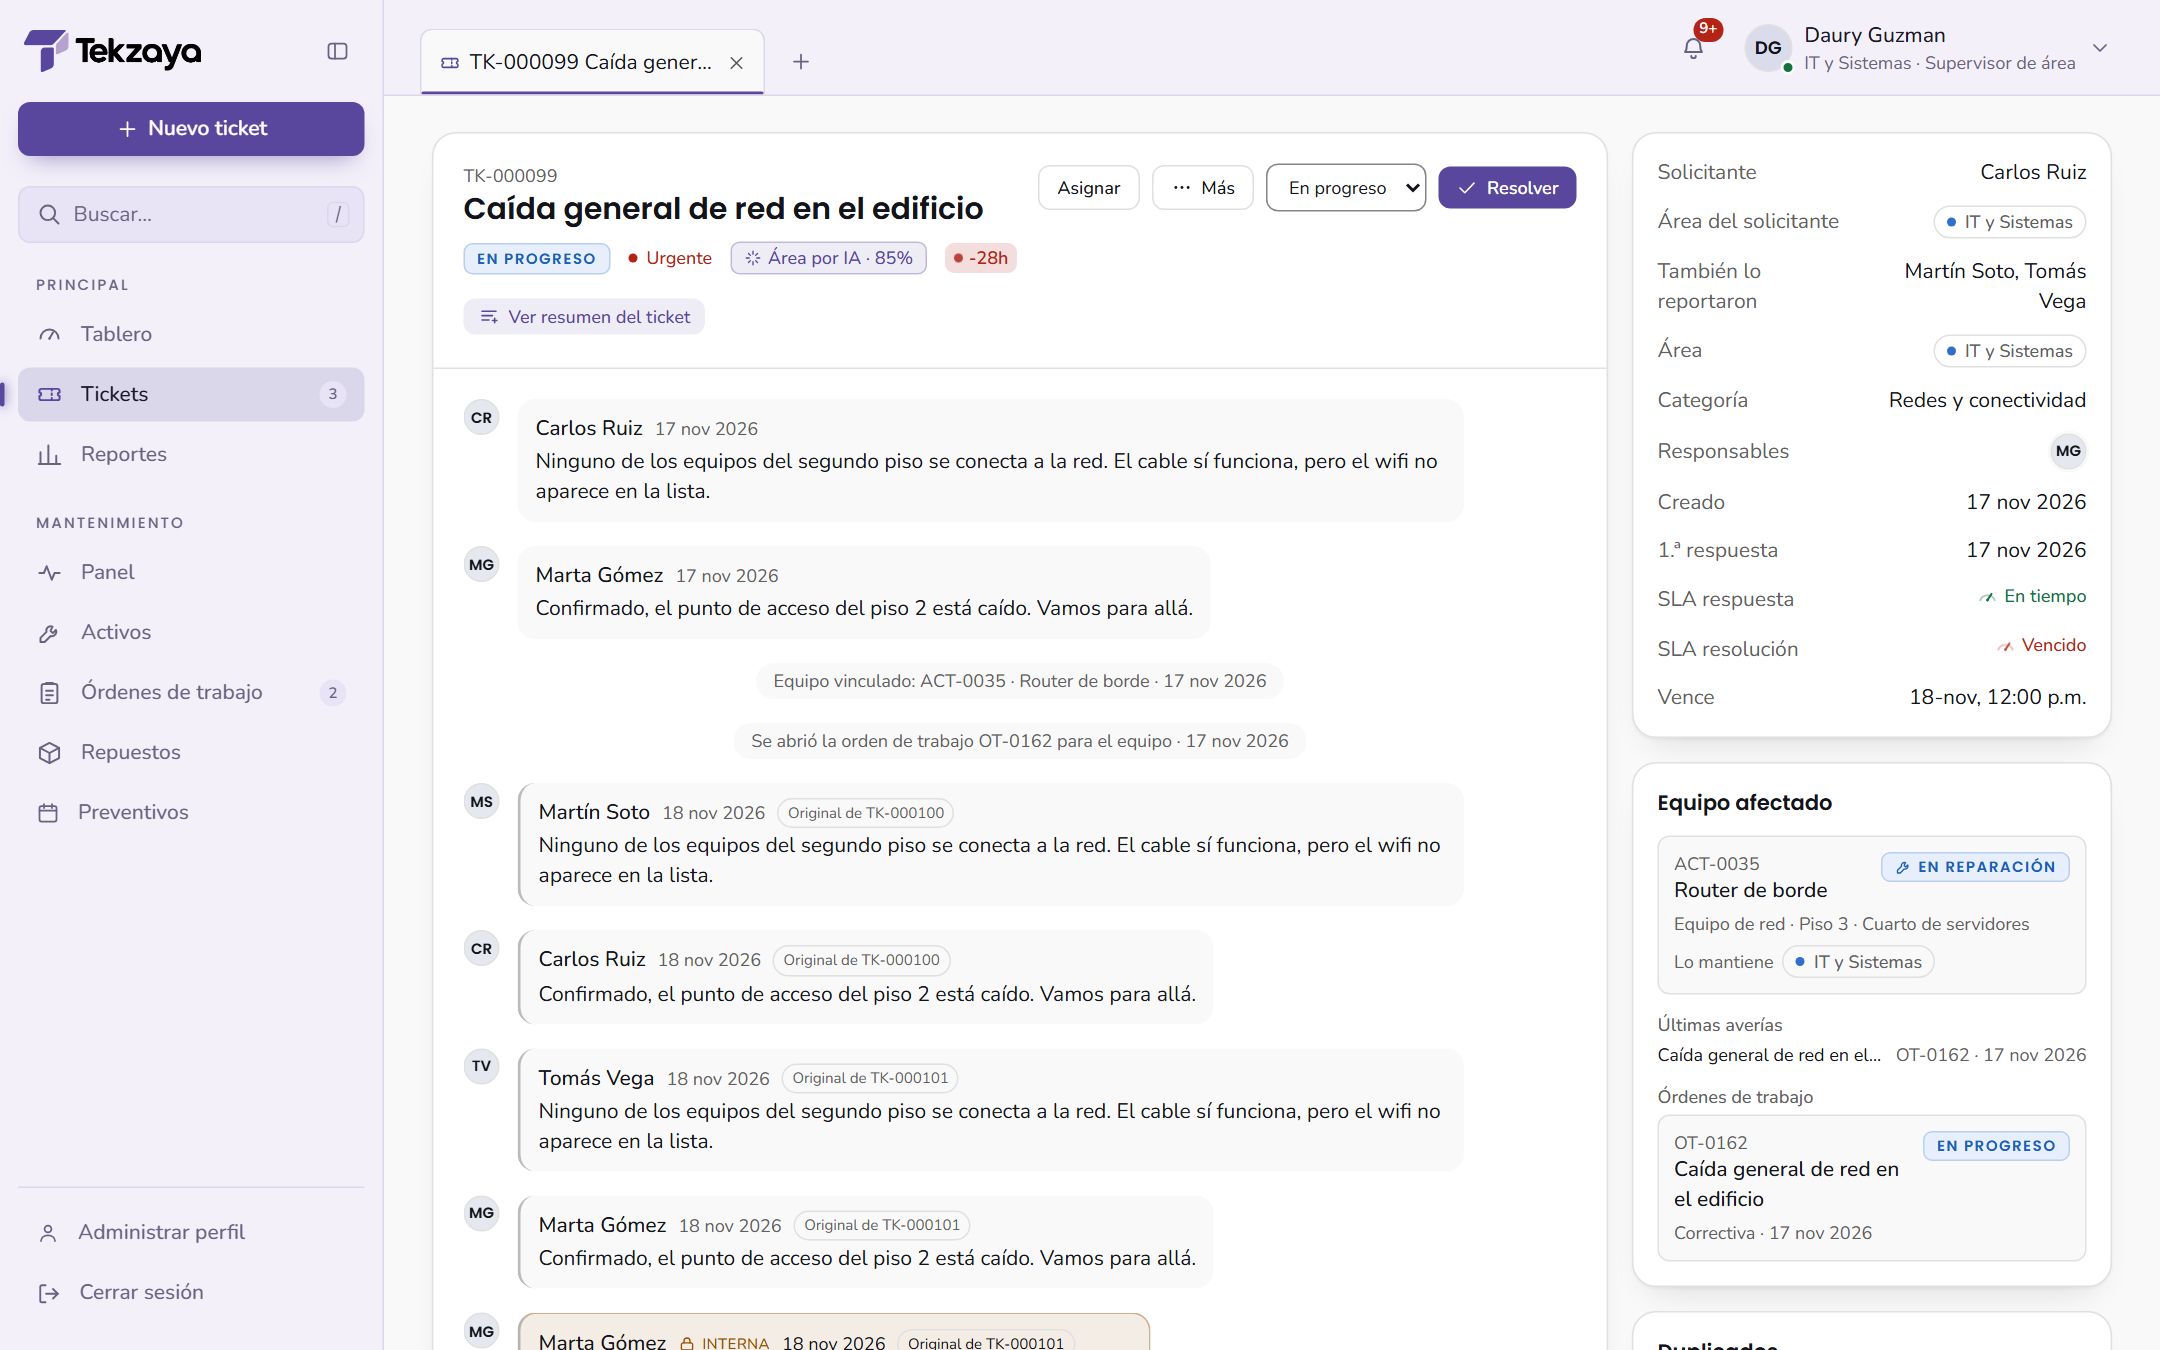 Tekzaya
Nuevo ticket
Buscar...
/
PRINCIPAL
Tablero
Tickets
3
Reportes
MANTENIMIENTO
Panel
Activos
Órdenes de trabajo
2
Repuestos
Preventivos
Administrar perfil
Cerrar sesión
TK-000099 Caída gener...
9+
DG
Daury Guzman
IT y Sistemas · Supervisor de área
TK-000099
Caída general de red en el edificio
Asignar
Más
En progreso
Resolver
EN PROGRESO
Urgente
Área por IA · 85%
-28h
Ver resumen del ticket
CR
Carlos Ruiz 17 nov 2026
Ninguno de los equipos del segundo piso se conecta a la red. El cable sí funciona, pero el wifi no
aparece en la lista.
MG
Marta Gómez 17 nov 2026
Confirmado, el punto de acceso del piso 2 está caído. Vamos para allá.
Equipo vinculado: ACT-0035 · Router de borde · 17 nov 2026
Se abrió la orden de trabajo OT-0162 para el equipo · 17 nov 2026
MS
Martín Soto 18 nov 2026 Original de TK-000100
Ninguno de los equipos del segundo piso se conecta a la red. El cable sí funciona, pero el wifi no
aparece en la lista.
CR
Carlos Ruiz 18 nov 2026 Original de TK-000100
Confirmado, el punto de acceso del piso 2 está caído. Vamos para allá.
TV
Tomás Vega 18 nov 2026 Original de TK-000101
Ninguno de los equipos del segundo piso se conecta a la red. El cable sí funciona, pero el wifi no
aparece en la lista.
MG
Marta Gómez 18 nov 2026 Original de TK-000101
Confirmado, el punto de acceso del piso 2 está caído. Vamos para allá.
MG
Marta Gómez INTERNA 18 nov 2026 Original de TK-000101
Solicitante Carlos Ruiz
Área del solicitante IT y Sistemas
También lo Martín Soto, Tomás
reportaron Vega
Área IT y Sistemas
Categoría Redes y conectividad
Responsables MG
Creado 17 nov 2026
1.ª respuesta 17 nov 2026
SLA respuesta En tiempo
SLA resolución Vencido
Vence 18-nov, 12:00 p.m.
Equipo afectado
ACT-0035
EN REPARACIÓN
Router de borde
Equipo de red · Piso 3 · Cuarto de servidores
Lo mantiene IT y Sistemas
Últimas averías
Caída general de red en el... OT-0162 · 17 nov 2026
Órdenes de trabajo
OT-0162
EN PROGRESO
Caída general de red en
el edificio
Correctiva · 17 nov 2026
Duplicados